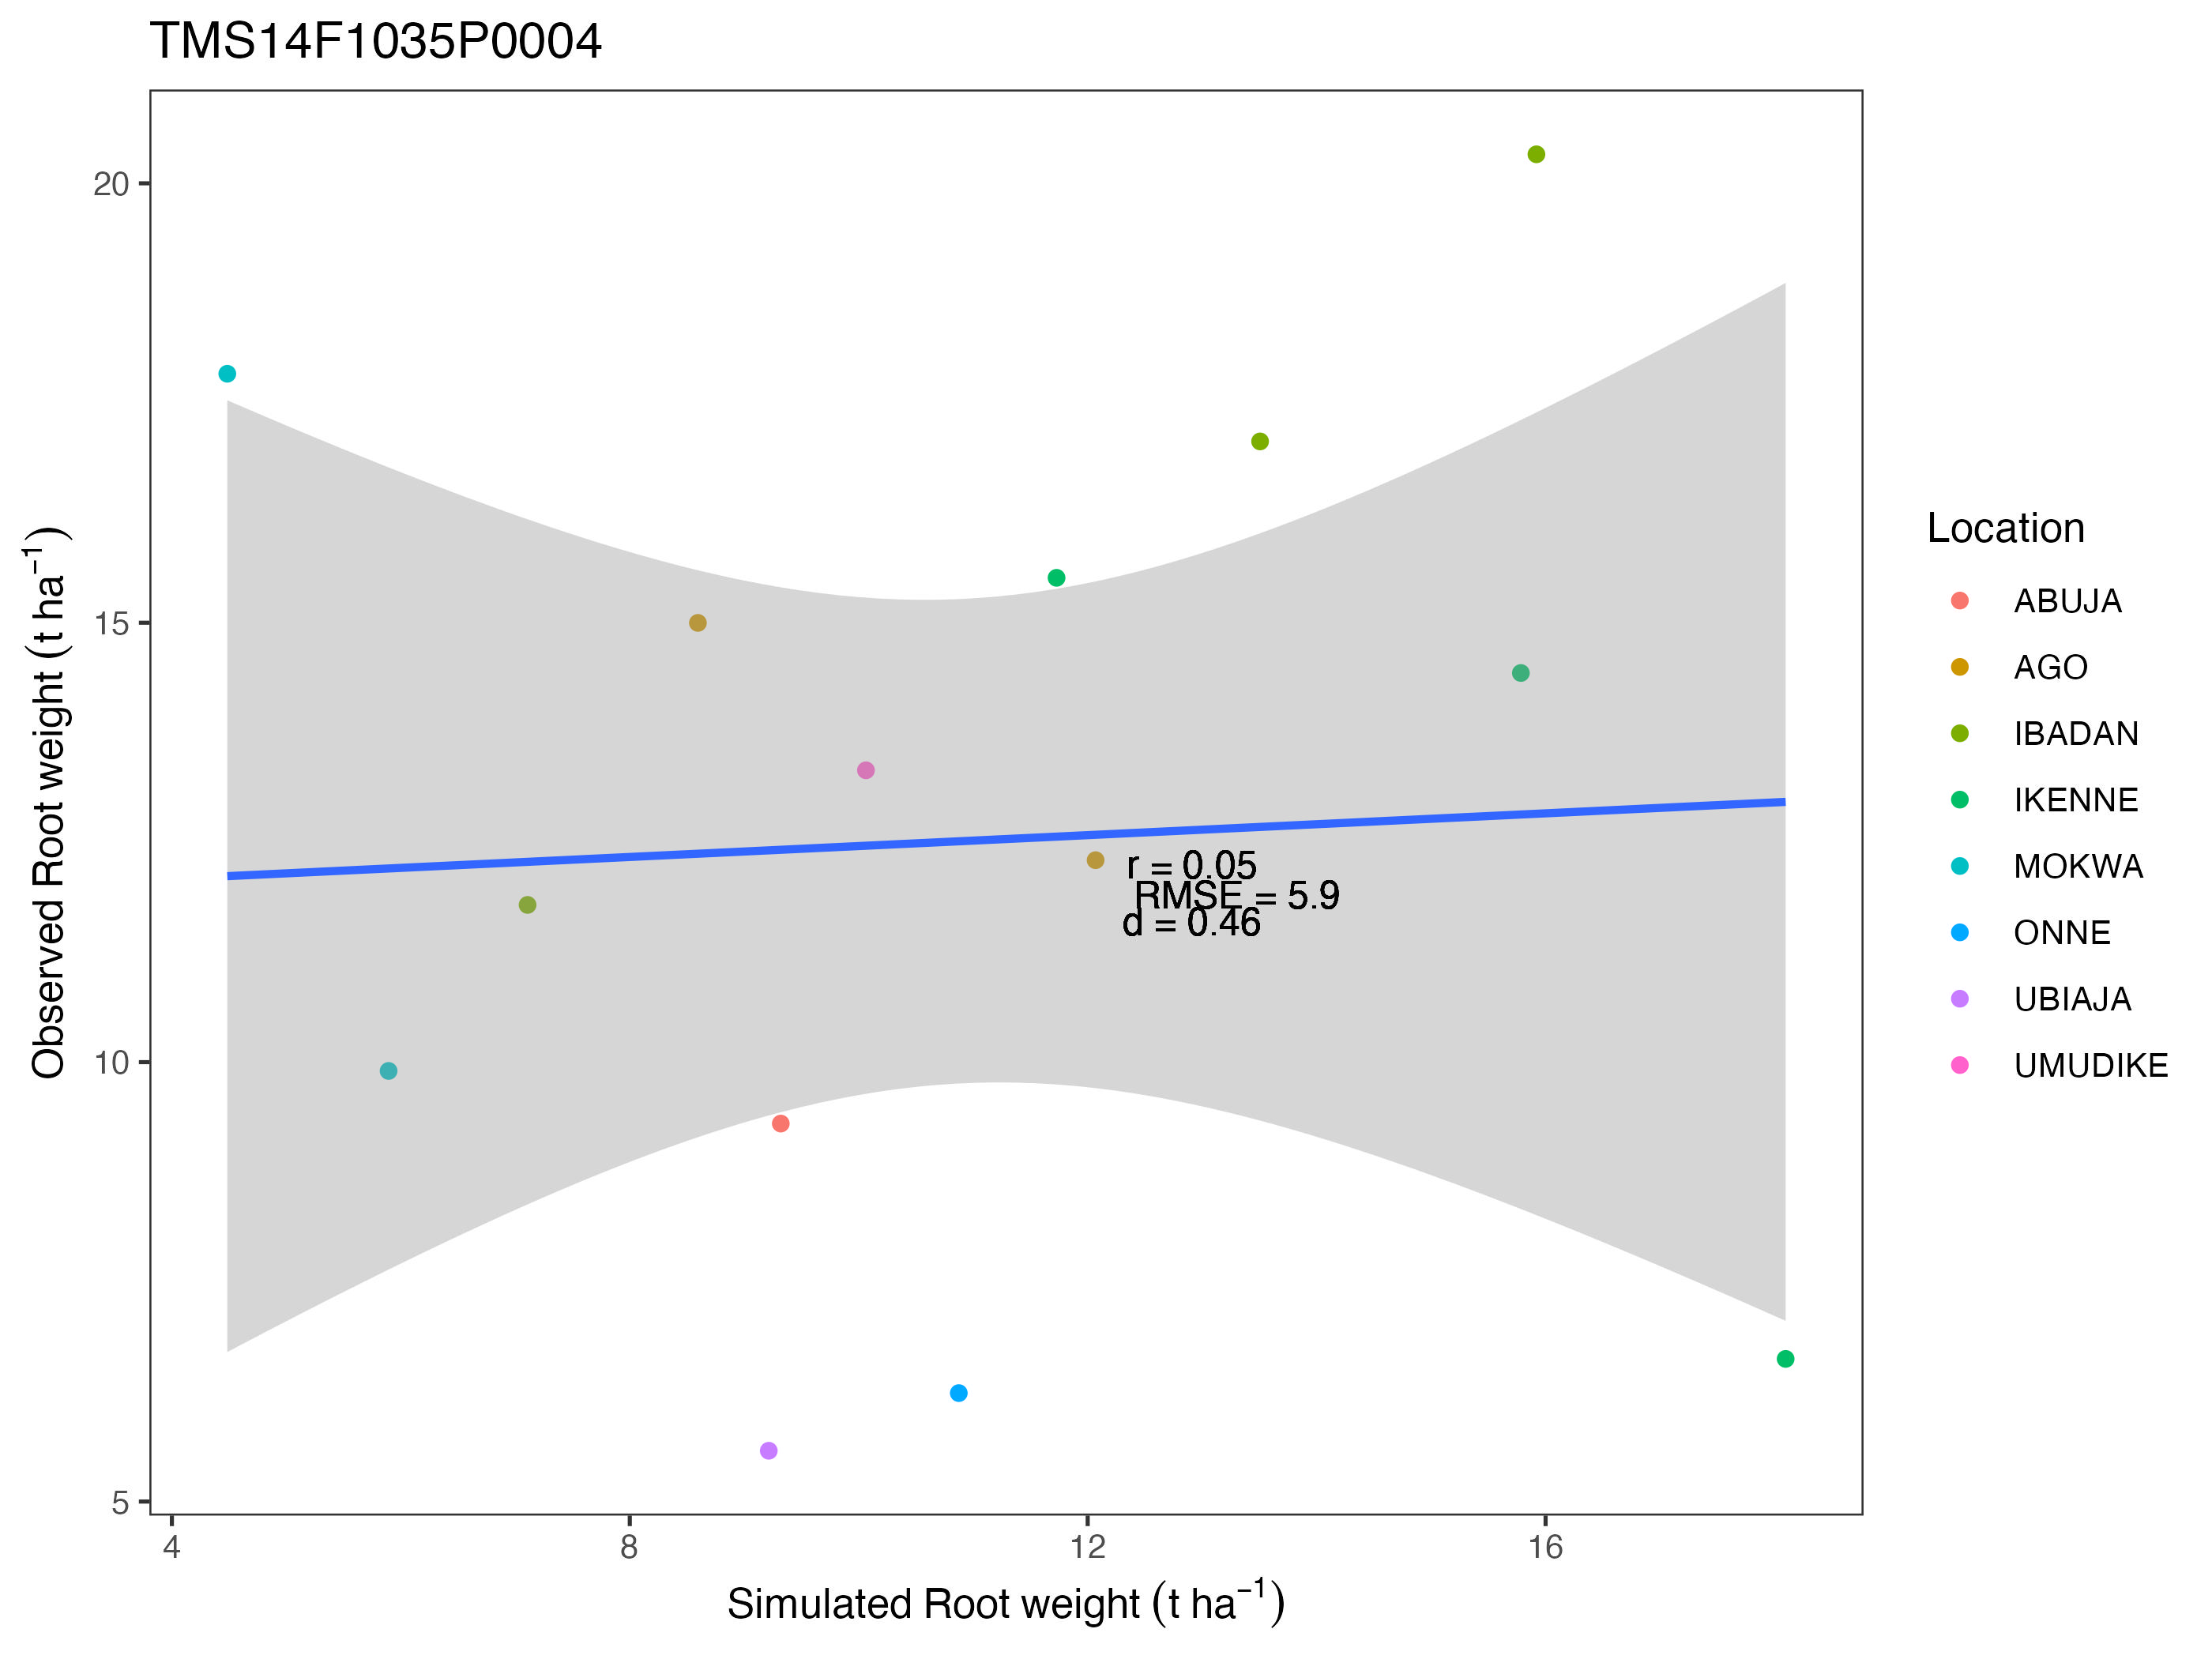 TMS14F1035P0004
Observed Root weight (t ha⁻¹)
20
15
10
5
r = 0.05
RMSE = 5.9
d = 0.46
4
8
12
16
Simulated Root weight (t ha⁻¹)
Location
ABUJA
AGO
IBADAN
IKENNE
MOKWA
ONNE
UBIAJA
UMUDIKE